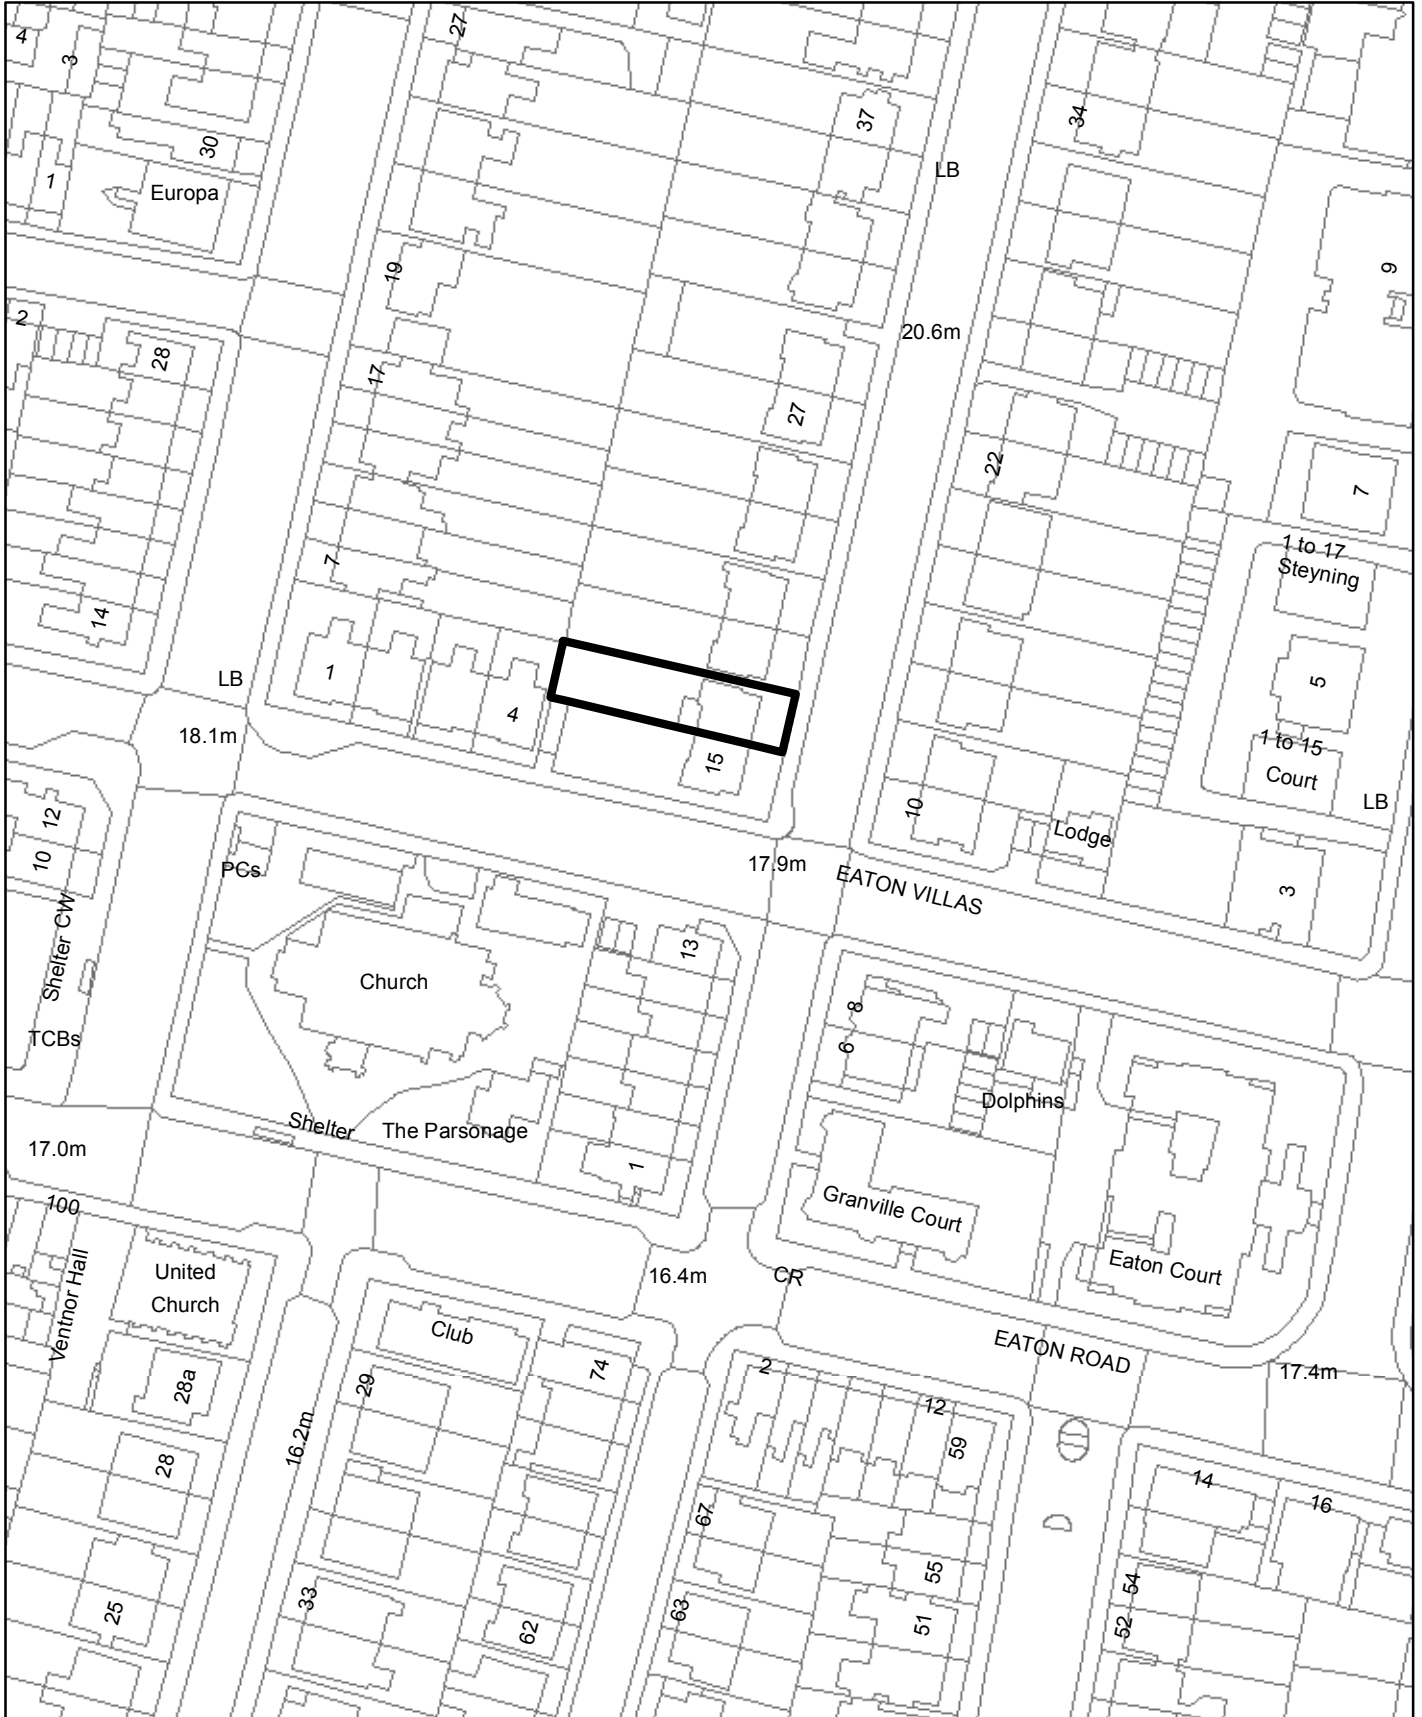 27
4
3
37
34
30
LB
1
Europa
9
19
2
20.6m
28
17
27
22
7
1 to 17
Steyning
7
14
LB
1
5
4
18.1m
15
1 to 15
Court
LB
12
10
Lodge
10
17.9m
PCs
EATON VILLAS
3
Shelter CW
13
Church
8
6
TCBs
Dolphins
Shelter
The Parsonage
17.0m
1
100
Granville Court
Ventnor Hall
United
Church
16.4m
CR
Eaton Court
Club
EATON ROAD
28a
29
74
2
17.4m
16.2m
12
59
28
14
16
67
55
54
25
33
62
63
51
52